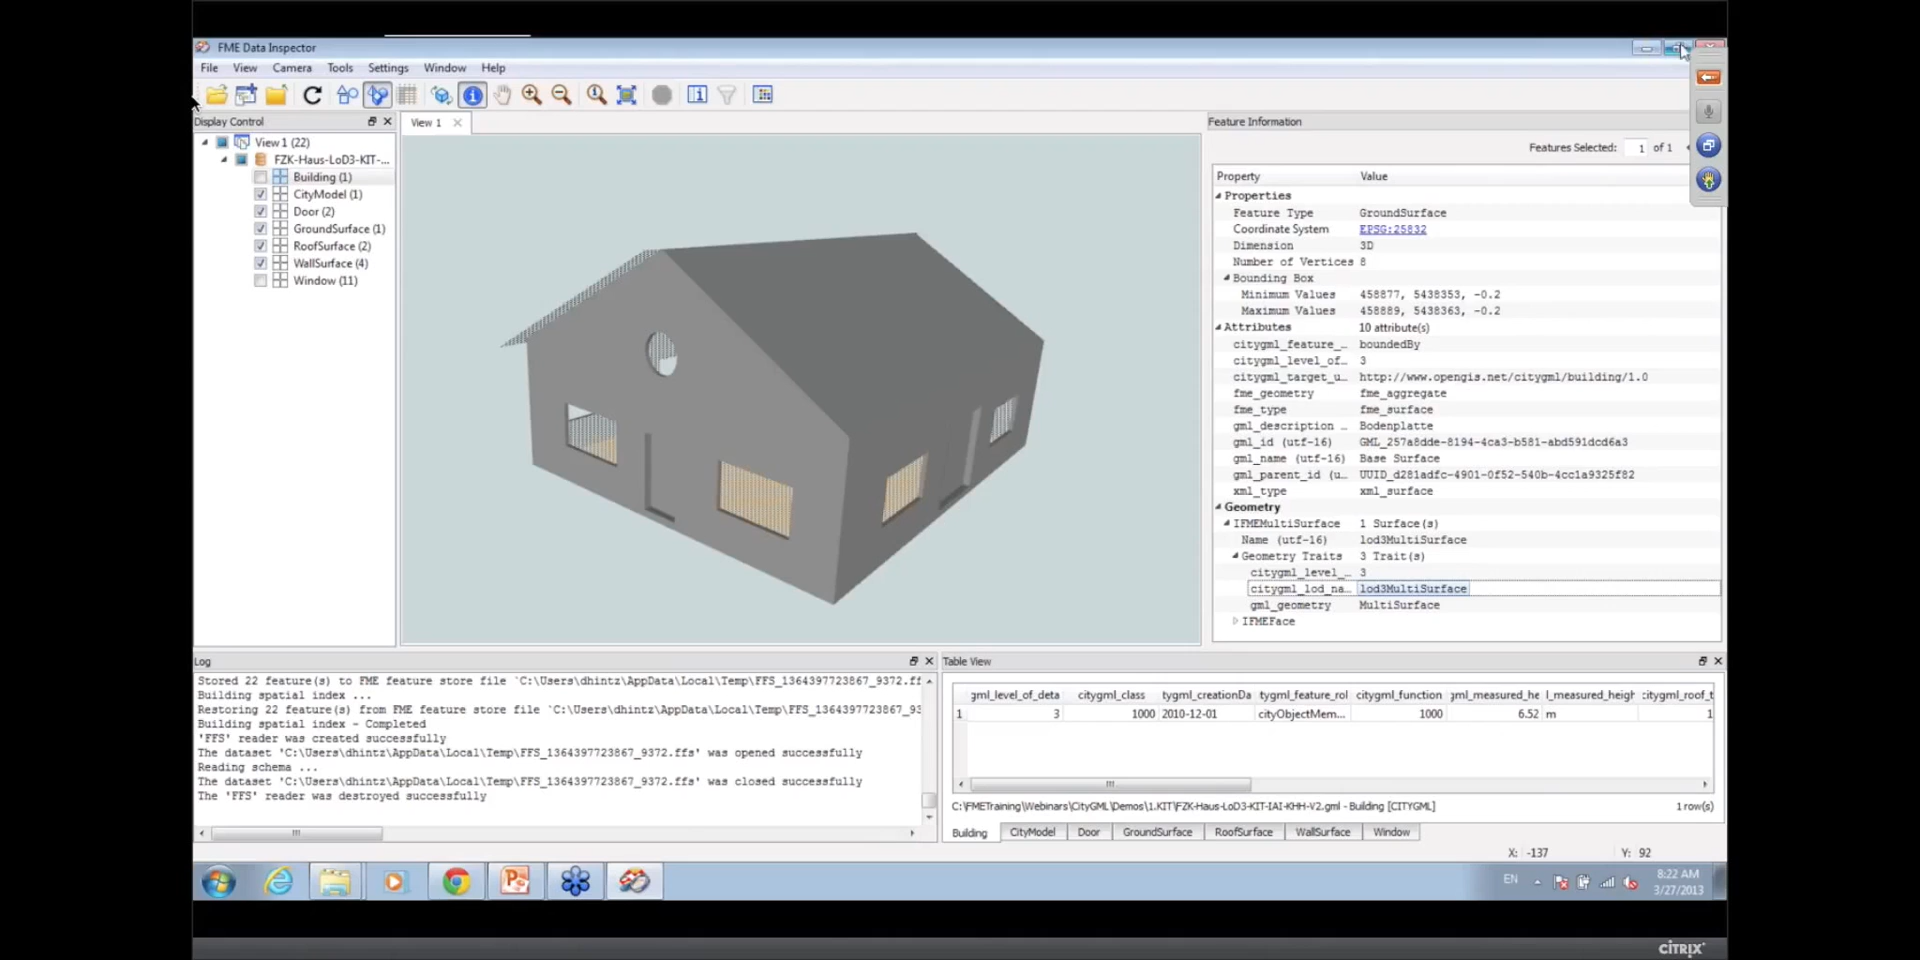 FME Data Inspector
File View Camera Tools Settings Window Help
Display Control
View 1 (22)
FZK-Haus-LoD3-KIT-...
Building (1)
CityModel (1)
Door (2)
GroundSurface (1)
RoofSurface (2)
WallSurface (4)
Window (11)
View 1
Feature Information
Features Selected: 1 of 1
Property Value
Properties
Feature Type GroundSurface
Coordinate System EPSG:25832
Dimension 3D
Number of Vertices 8
Bounding Box
Minimum Values 458877, 5438353, -0.2
Maximum Values 458889, 5438363, -0.2
Attributes 10 attribute(s)
citygml_feature_... boundedBy
citygml_level_of... 3
citygml_target_u... http://www.opengis.net/citygml/building/1.0
fme_geometry fme_aggregate
fme_type fme_surface
gml_description ... Bodenplatte
gml_id (utf-16) GML_257a8dde-8194-4ca3-b581-abd591dcd6a3
gml_name (utf-16) Base Surface
gml_parent_id (u... UUID_d281adfc-4901-0f52-540b-4cc1a9325f82
xml_type xml_surface
Geometry
IFMEMultiSurface 1 Surface(s)
Name (utf-16) lod3MultiSurface
Geometry Traits 3 Trait(s)
citygml_level_... 3
citygml_lod_na... lod3MultiSurface
gml_geometry MultiSurface
IFMEFace
Log
Stored 22 feature(s) to FME feature store file `C:\Users\dhintz\AppData\Local\Temp\FFS_1364397723867_9372.ff
Building spatial index ...
Restoring 22 feature(s) from FME feature store file `C:\Users\dhintz\AppData\Local\Temp\FFS_1364397723867_93
Building spatial index - Completed
'FFS' reader was created successfully
The dataset 'C:\Users\dhintz\AppData\Local\Temp\FFS_1364397723867_9372.ffs' was opened successfully
Reading schema ...
The dataset 'C:\Users\dhintz\AppData\Local\Temp\FFS_1364397723867_9372.ffs' was closed successfully
The 'FFS' reader was destroyed successfully
Table View
gml_level_of_deta citygml_class tygml_creationDa tygml_feature_rol citygml_function gml_measured_he l_measured_heigh citygml_roof_t
1 3 1000 2010-12-01 cityObjectMem... 1000 6.52 m 1
C:\FMETraining\Webinars\CityGML\Demos\1.KIT\FZK-Haus-LoD3-KIT-IAI-KHH-V2.gml - Building [CITYGML] 1 row(s)
Building CityModel Door GroundSurface RoofSurface WallSurface Window
X: -137 Y: 92
EN
8:22 AM
3/27/2013
CITRIX